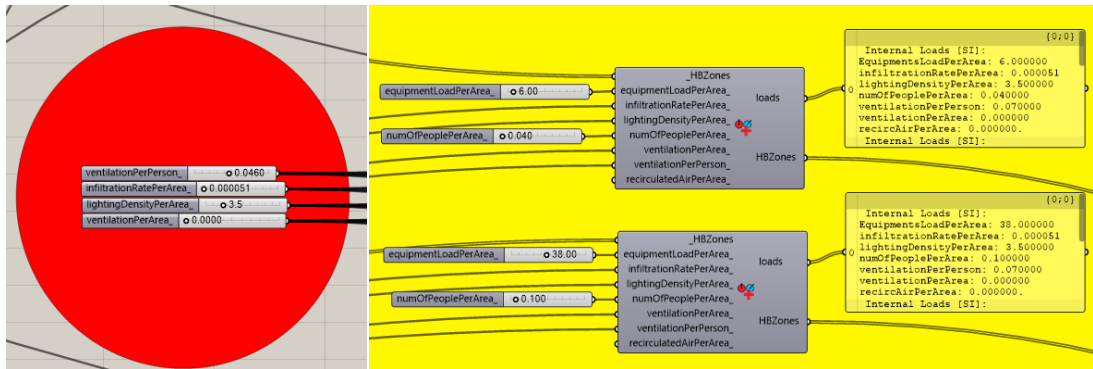 ventilationPerPerson_ 0.0460
infiltrationRatePerArea_ 0.000051
lightingDensityPerArea_ 3.5
ventilationPerArea_ 0.0000
equipmentLoadPerArea_ 6.00
numOfPeoplePerArea_ 0.040
_HBZones
equipmentLoadPerArea_
infiltrationRatePerArea_
lightingDensityPerArea_
numOfPeoplePerArea_
ventilationPerArea_
ventilationPerPerson_
recirculatedAirPerArea_
loads
HBZones
{0;0}
0
Internal Loads [SI]:
EquipmentsLoadPerArea: 6.000000
infiltrationRatePerArea: 0.000051
lightingDensityPerArea: 3.500000
numOfPeoplePerArea: 0.040000
ventilationPerPerson: 0.070000
ventilationPerArea: 0.000000
recircAirPerArea: 0.000000.
Internal Loads [SI]:
equipmentLoadPerArea_ 38.00
numOfPeoplePerArea_ 0.100
_HBZones
equipmentLoadPerArea_
infiltrationRatePerArea_
lightingDensityPerArea_
numOfPeoplePerArea_
ventilationPerArea_
ventilationPerPerson_
recirculatedAirPerArea_
loads
HBZones
{0;0}
0
Internal Loads [SI]:
EquipmentsLoadPerArea: 38.000000
infiltrationRatePerArea: 0.000051
lightingDensityPerArea: 3.500000
numOfPeoplePerArea: 0.100000
ventilationPerPerson: 0.070000
ventilationPerArea: 0.000000
recircAirPerArea: 0.000000.
Internal Loads [SI]: